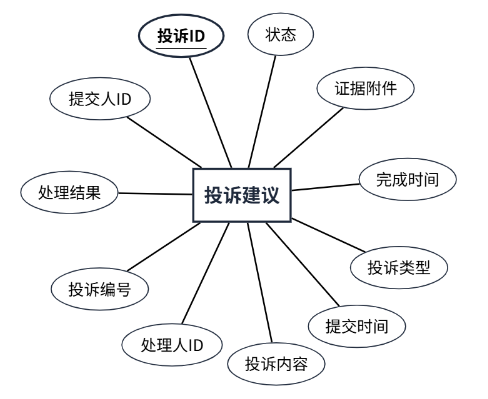 投诉ID
状态
提交人ID
证据附件
处理结果
投诉建议
完成时间
投诉编号
投诉类型
处理人ID
提交时间
投诉内容